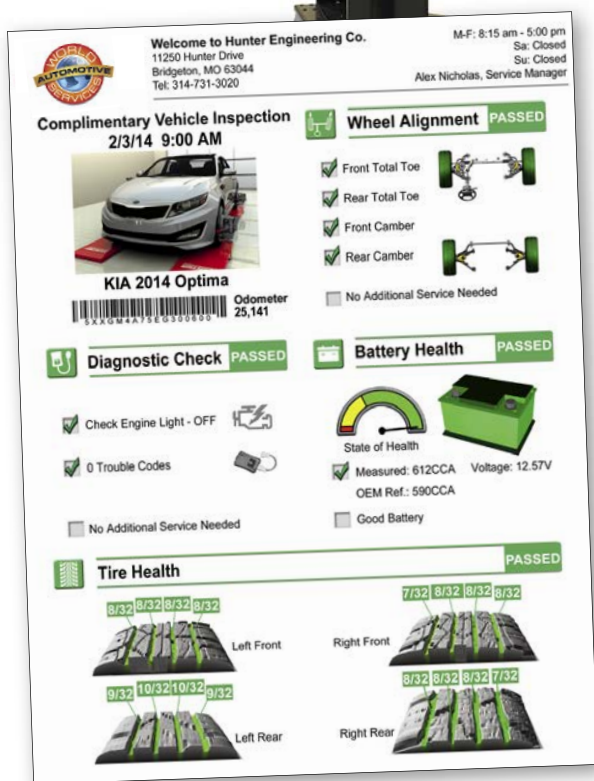 WORLD
AUTOMOTIVE
SERVICES
Welcome to Hunter Engineering Co.
11250 Hunter Drive
Bridgeton, MO 63044
Tel: 314-731-3020
M-F: 8:15 am - 5:00 pm
Sa: Closed
Su: Closed
Alex Nicholas, Service Manager
Complimentary Vehicle Inspection
2/3/14 9:00 AM
KIA 2014 Optima
5XXGM4A75EG300600
Odometer
25,141
Wheel Alignment PASSED
Front Total Toe
Rear Total Toe
Front Camber
Rear Camber
No Additional Service Needed
Diagnostic Check PASSED
Check Engine Light - OFF
0 Trouble Codes
No Additional Service Needed
Battery Health PASSED
State of Health
Measured: 612CCA Voltage: 12.57V
OEM Ref.: 590CCA
Good Battery
Tire Health PASSED
8/32 8/32 8/32 8/32
Left Front
7/32 8/32 8/32 8/32
Right Front
9/32 10/32 10/32 9/32
Left Rear
8/32 8/32 8/32 7/32
Right Rear